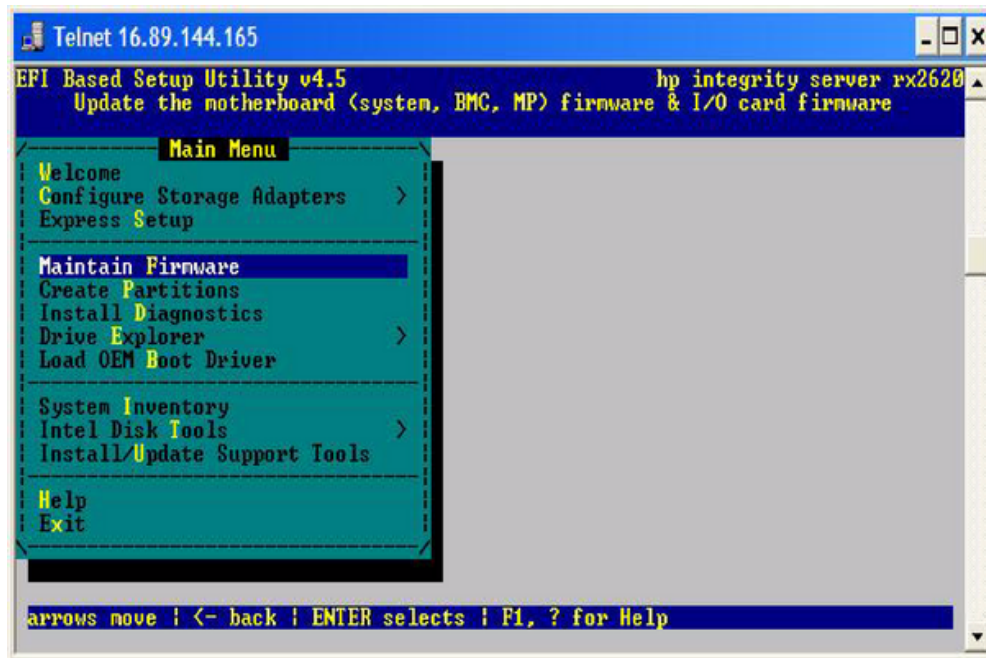 Telnet 16.89.144.165
EFI Based Setup Utility v4.5 hp integrity server rx2620
Update the motherboard (system, BMC, MP) firmware & I/O card firmware
Main Menu
Welcome
Configure Storage Adapters >
Express Setup
Maintain Firmware
Create Partitions
Install Diagnostics
Drive Explorer >
Load OEM Boot Driver
System Inventory
Intel Disk Tools >
Install/Update Support Tools
Help
Exit
arrows move ¦ <- back ¦ ENTER selects ¦ F1, ? for Help